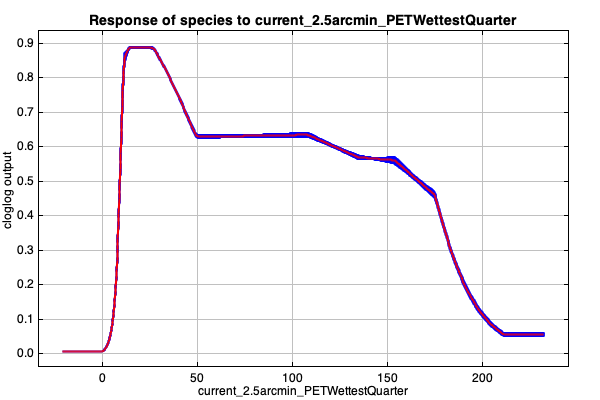 Response of species to current_2.5arcmin_PETWettestQuarter
0.9
0.8
0.7
0.6
0.5
0.4
0.3
0.2
0.1
0.0
cloglog output
0 50 100 150 200
current_2.5arcmin_PETWettestQuarter